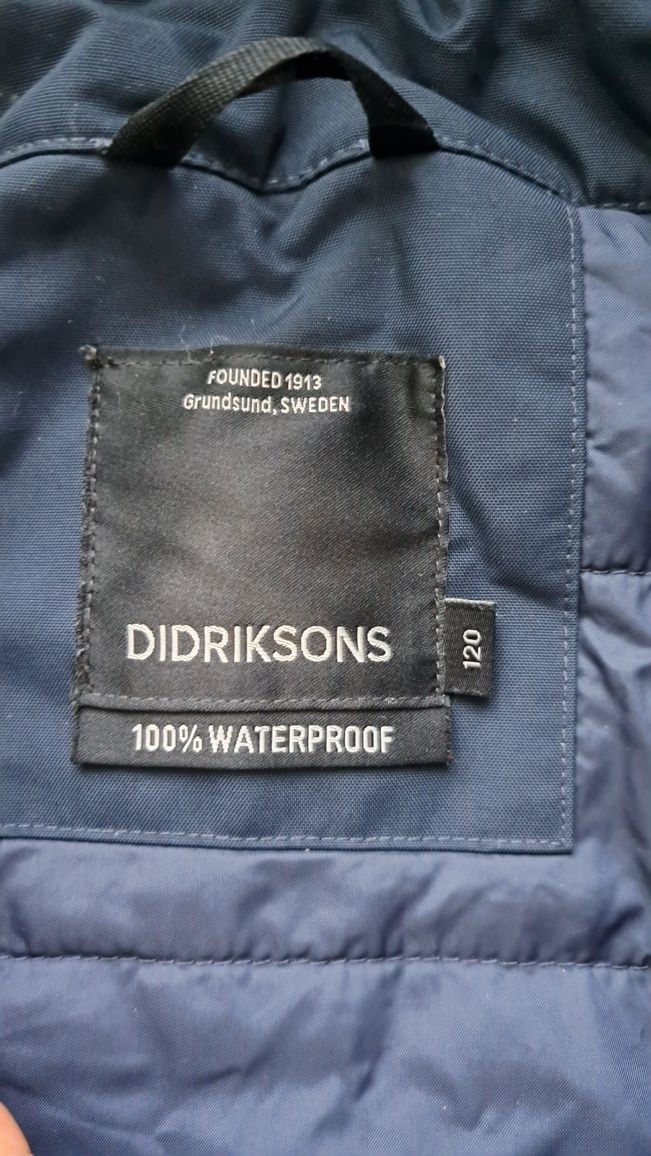 FOUNDED 1913
Grundsund, SWEDEN
DIDRIKSONS
120
100% WATERPROOF